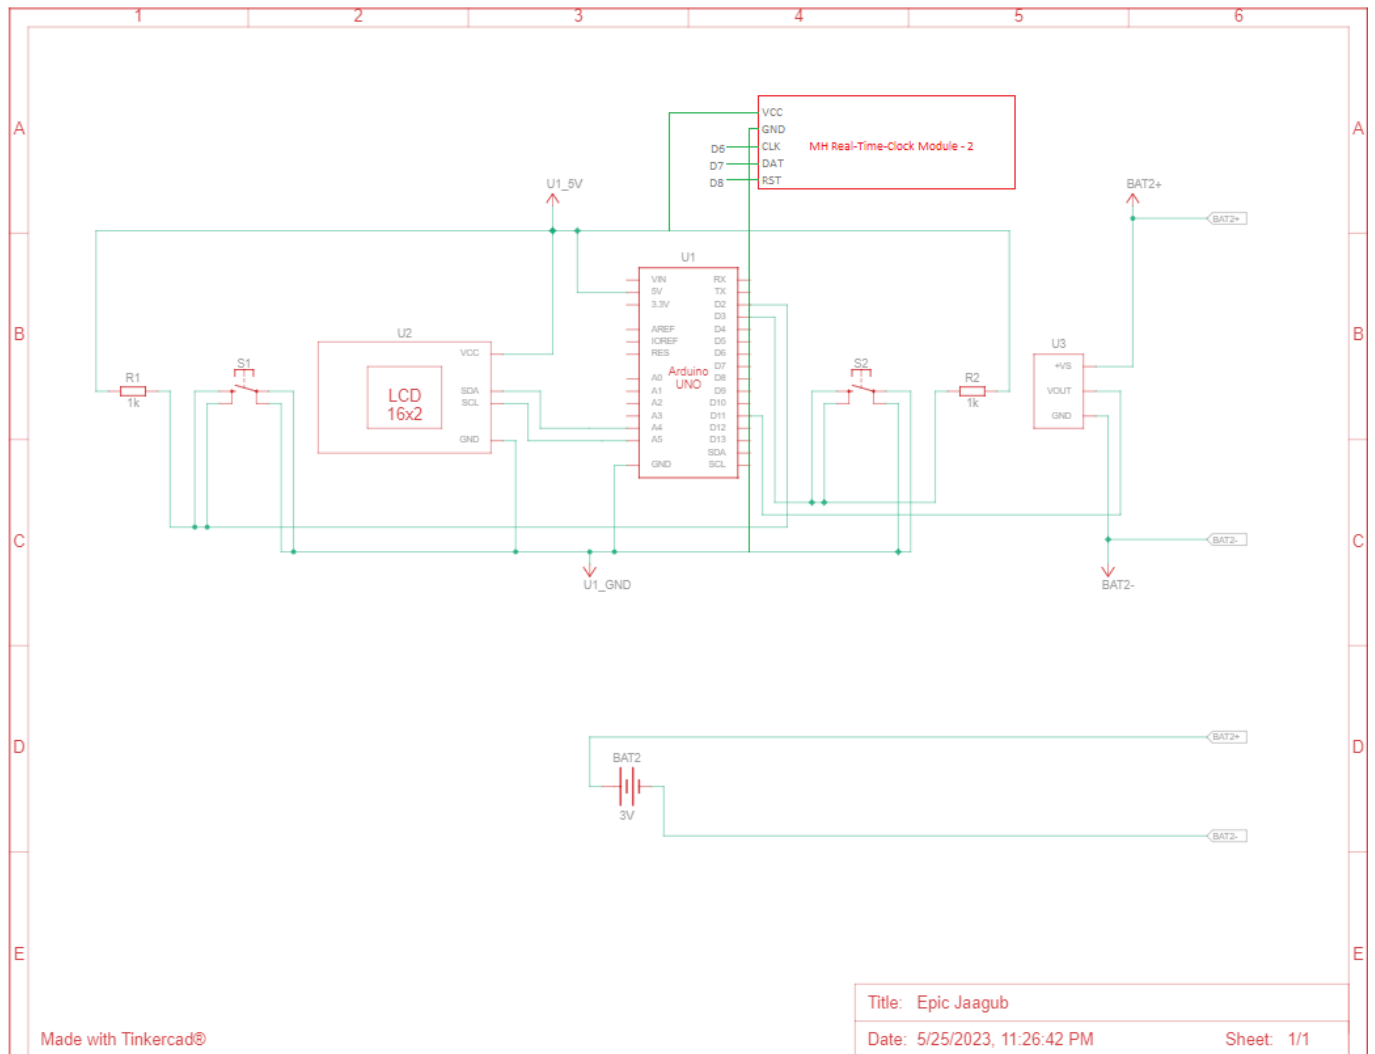 1 2 3 4 5 6
A A
VCC
GND
D6 CLK MH Real-Time-Clock Module - 2
D7 DAT
D8 RST
U1_5V BAT2+
BAT2+
U1
VIN RX
5V TX
3.3V D2
D3
B B
AREF D4
IOREF D5
RES D6
D7
A0 D8
A1 D9
A2 D10
A3 D11
A4 D12
A5 D13
SDA
GND SCL
Arduino
UNO
U2
VCC
SDA
SCL
GND
LCD
16x2
S1
R1
1k
S2
R2
1k
U3
+VS
VOUT
GND
C C
BAT2-
U1_GND BAT2-
D D
BAT2+
BAT2
3V
BAT2-
E E
Title: Epic Jaagub
Made with Tinkercad® Date: 5/25/2023, 11:26:42 PM Sheet: 1/1